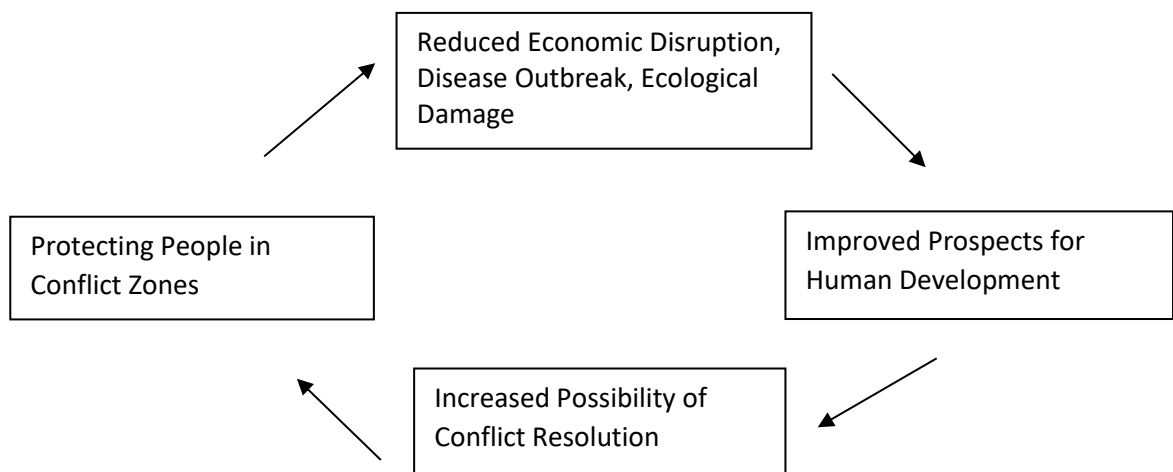 Reduced Economic Disruption,
Disease Outbreak, Ecological
Damage
Protecting People in
Conflict Zones
Improved Prospects for
Human Development
Increased Possibility of
Conflict Resolution